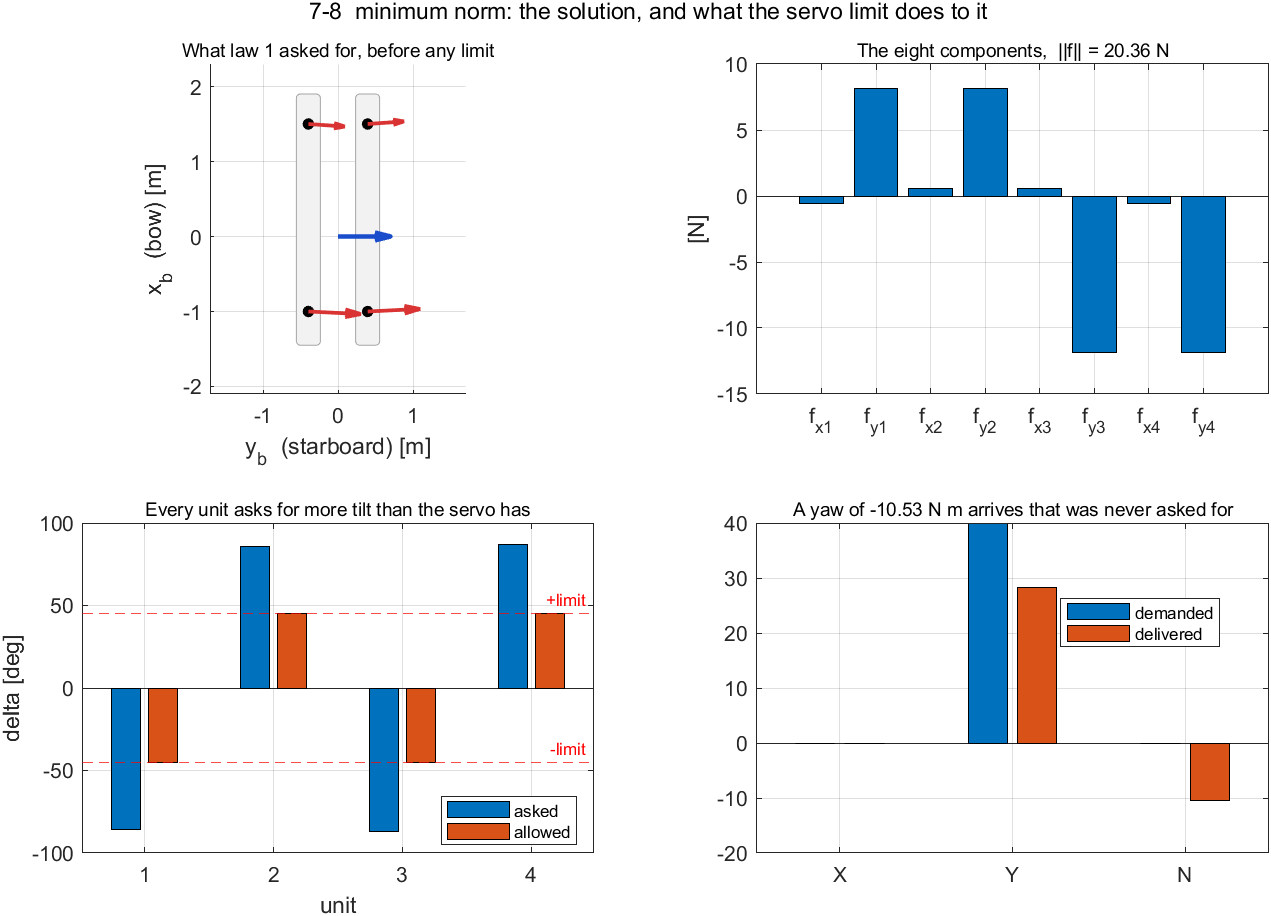 7-8 minimum norm: the solution, and what the servo limit does to it
What law 1 asked for, before any limit
2
1
0
-1
-2
-1
0
1
x_b (bow) [m]
y_b (starboard) [m]
The eight components, ||f|| = 20.36 N
10
5
0
-5
-10
-15
[N]
f_x1
f_y1
f_x2
f_y2
f_x3
f_y3
f_x4
f_y4
Every unit asks for more tilt than the servo has
100
50
0
-50
-100
delta [deg]
+limit
-limit
asked
allowed
1
2
3
4
unit
A yaw of -10.53 N m arrives that was never asked for
40
30
20
10
0
-10
-20
demanded
delivered
X
Y
N